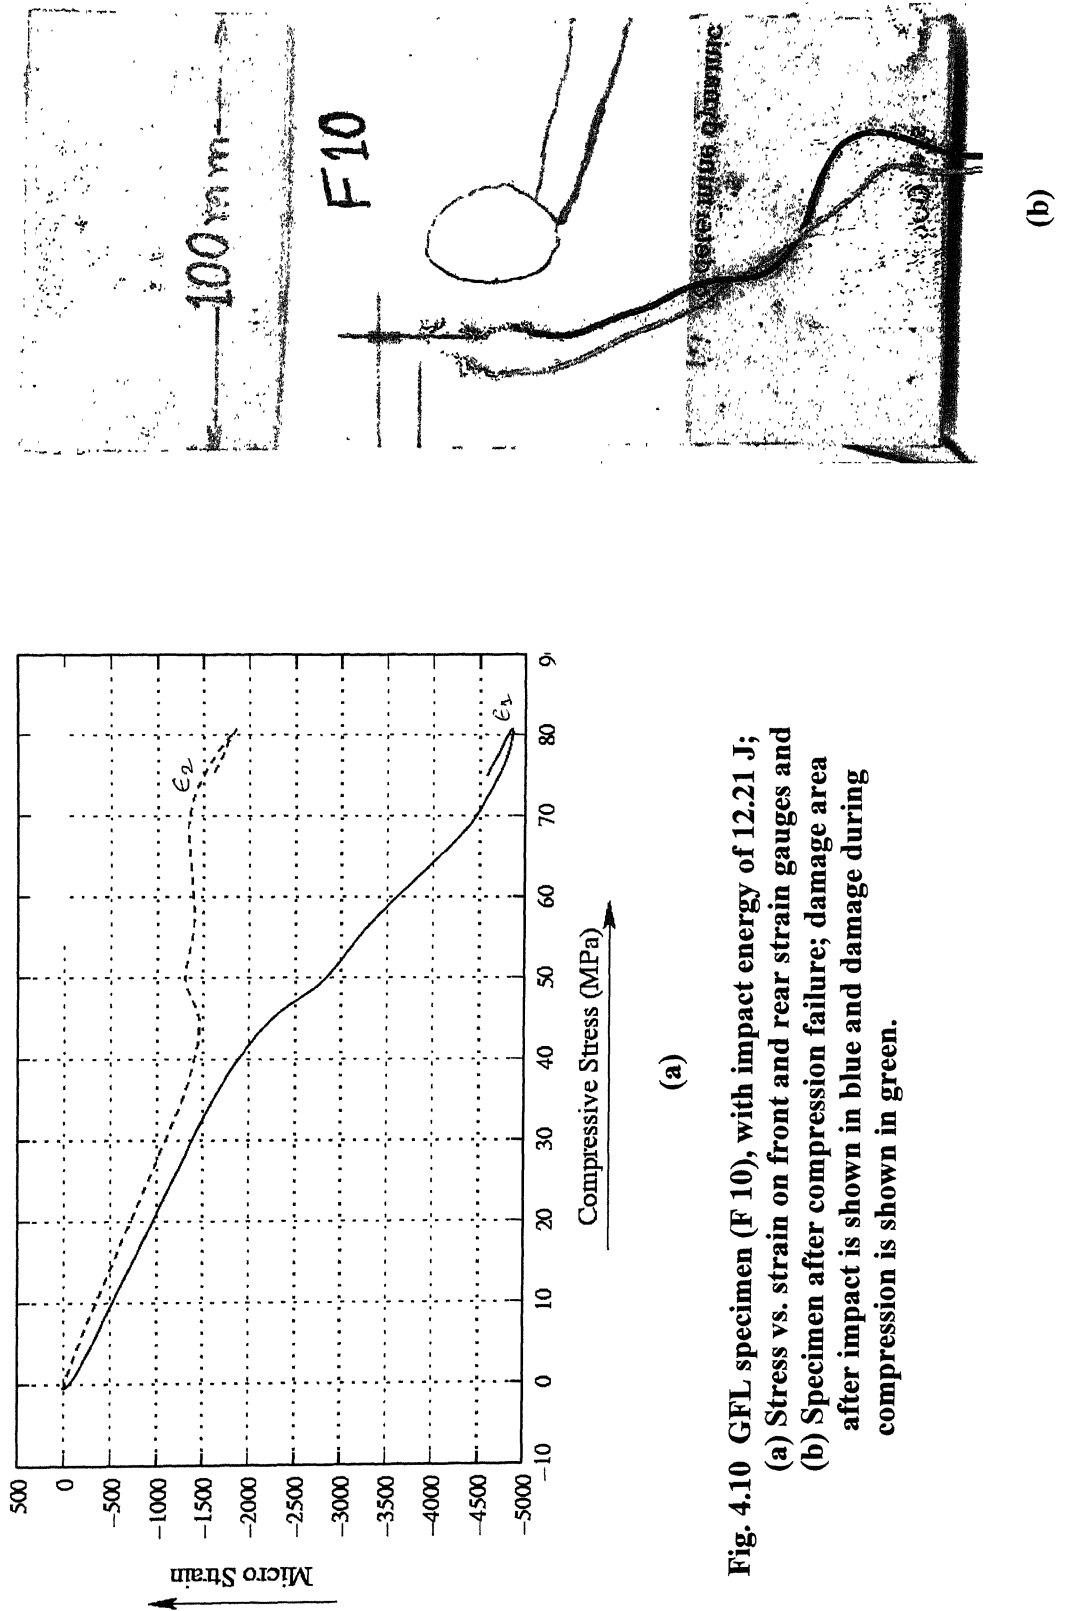 500
0
−500
−1000
−1500
−2000
−2500
−3000
−3500
−4000
−4500
−5000
Micro Strain
−10
0
10
20
30
40
50
60
70
80
9
Compressive Stress (MPa)
ϵ2
ϵ1
(a)
100mm
F10
(b)
Fig. 4.10 GFL specimen (F 10), with impact energy of 12.21 J;
(a) Stress vs. strain on front and rear strain gauges and
(b) Specimen after compression failure; damage area
after impact is shown in blue and damage during
compression is shown in green.